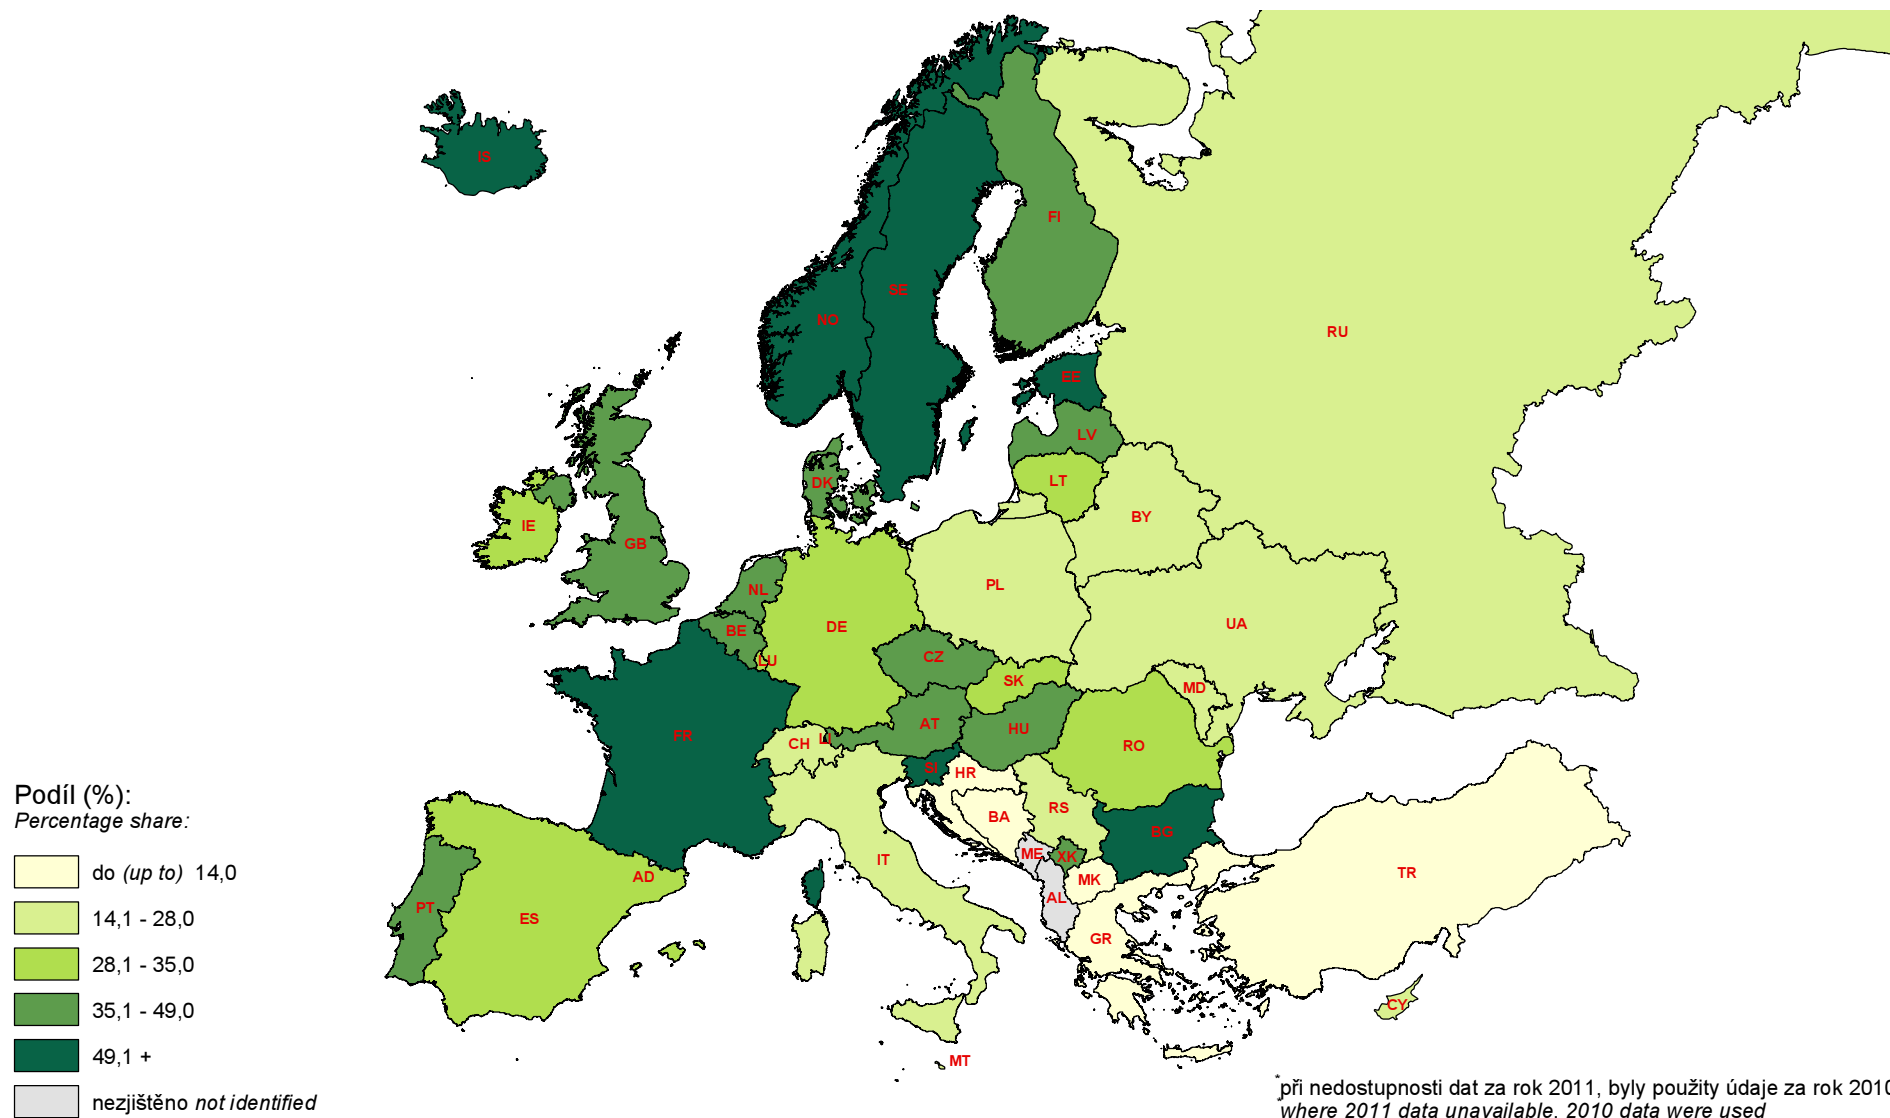 IS
FI
SE
NO
RU
EE
LV
DK
LT
BY
IE
GB
NL
PL
BE
DE
UA
CZ
LU
SK
MD
AT
HU
FR
CH
LI
RO
SI
HR
RS
BA
BG
ME
XK
IT
MK
TR
AD
AL
PT
ES
GR
CY
MT
Podíl (%):
Percentage share:
do (up to) 14,0
14,1 - 28,0
28,1 - 35,0
35,1 - 49,0
49,1 +
nezjištěno not identified
*při nedostupnosti dat za rok 2011, byly použity údaje za rok 2010
where 2011 data unavailable, 2010 data were used